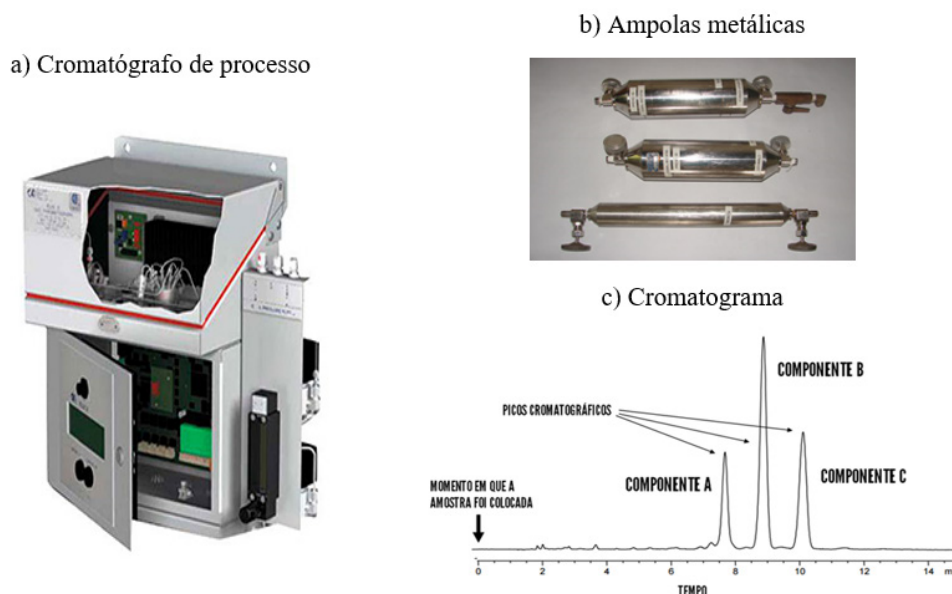 a) Cromatógrafo de processo
b) Ampolas metálicas
c) Cromatograma
COMPONENTE B
PICOS CROMATOGRÁFICOS
COMPONENTE A
COMPONENTE C
MOMENTO EM QUE A
AMOSTRA FOI COLOCADA
0 2 4 6 8 10 12 14
TEMPO